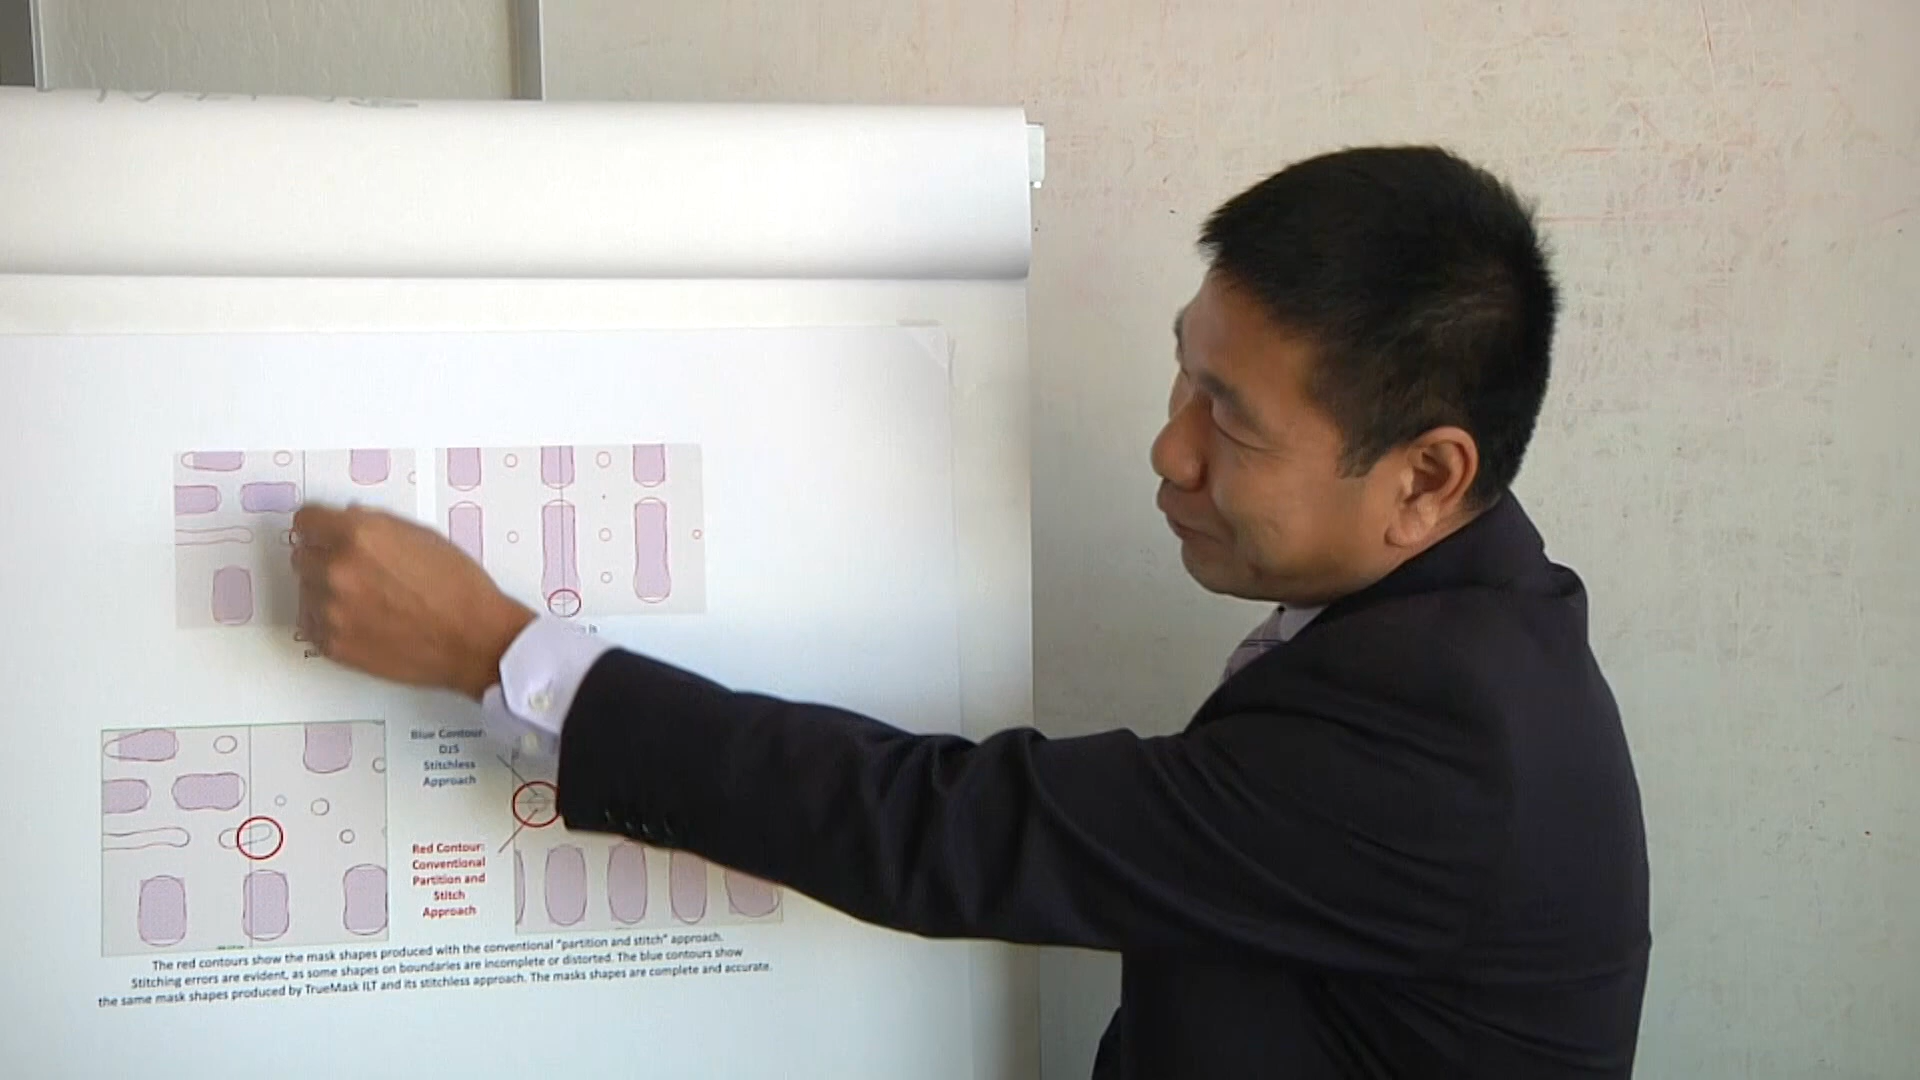 Blue Contour:
D2S
Stitchless
Approach
Red Contour:
Conventional
Partition and
Stitch
Approach
The red contours show the mask shapes produced with the conventional "partition and stitch" approach.
Stitching errors are evident, as some shapes on boundaries are incomplete or distorted. The blue contours show
the same mask shapes produced by TrueMask ILT and its stitchless approach. The masks shapes are complete and accurate.